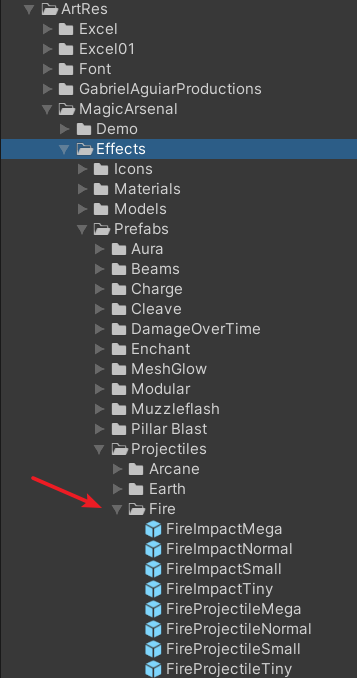 ArtRes
Excel
Excel01
Font
GabrielAguiarProductions
MagicArsenal
Demo
Effects
Icons
Materials
Models
Prefabs
Aura
Beams
Charge
Cleave
DamageOverTime
Enchant
MeshGlow
Modular
Muzzleflash
Pillar Blast
Projectiles
Arcane
Earth
Fire
FireImpactMega
FireImpactNormal
FireImpactSmall
FireImpactTiny
FireProjectileMega
FireProjectileNormal
FireProjectileSmall
FireProjectileTiny